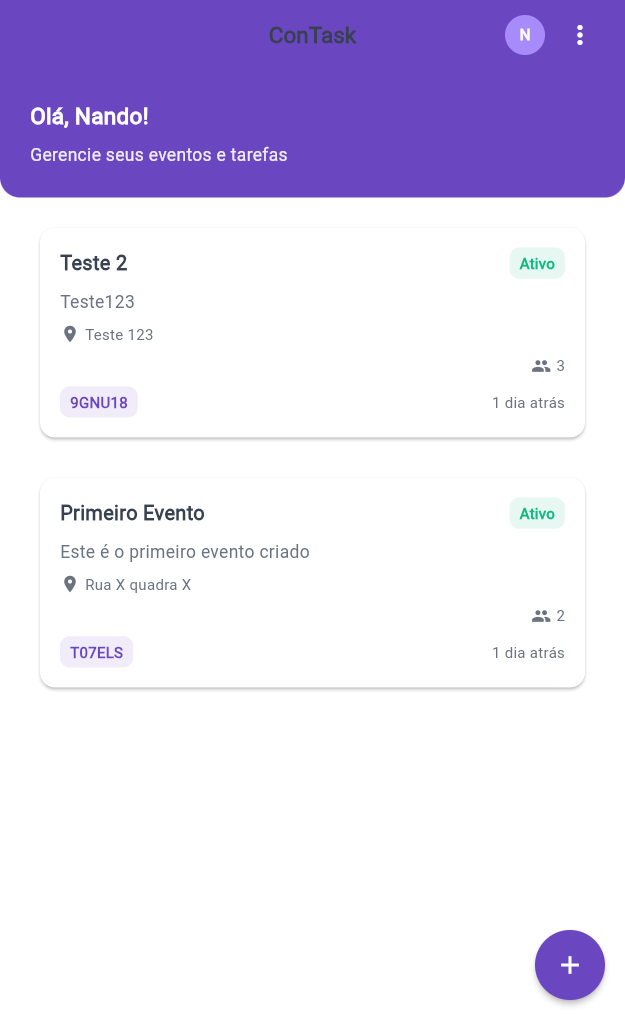 ConTask
N
Olá, Nando!
Gerencie seus eventos e tarefas
Teste 2
Ativo
Teste123
Teste 123
3
9GNU18
1 dia atrás
Primeiro Evento
Ativo
Este é o primeiro evento criado
Rua X quadra X
2
T07ELS
1 dia atrás